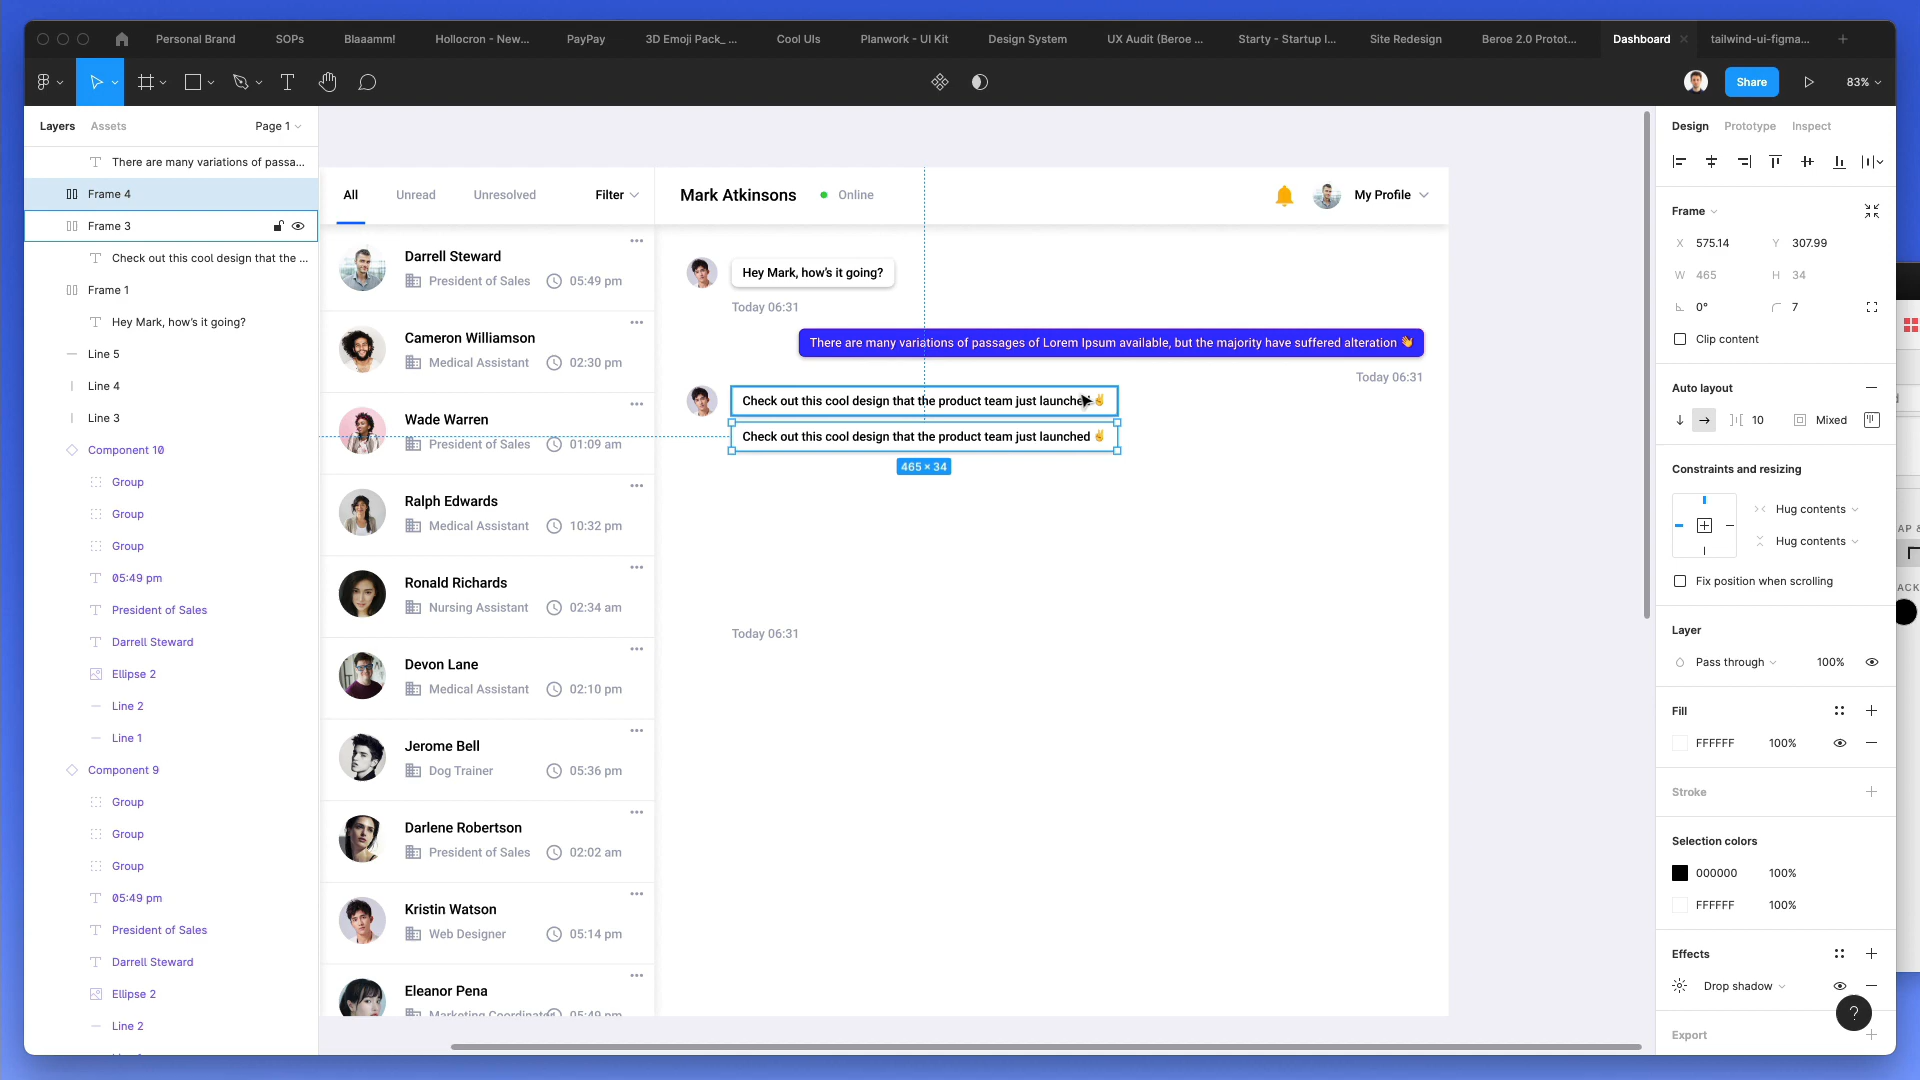 Personal Brand
SOPs
Blaaamm!
Hollocron - New...
PayPay
3D Emoji Pack_ ...
Cool UIs
Planwork - UI Kit
Design System
UX Audit (Beroe ...
Starty - Startup I...
Site Redesign
Beroe 2.0 Protot...
Dashboard
tailwind-ui-figma...
Share
83%
Layers
Assets
Page 1
There are many variations of passa...
Frame 4
Frame 3
Check out this cool design that the ...
Frame 1
Hey Mark, how's it going?
Line 5
Line 4
Line 3
Component 10
Group
Group
Group
05:49 pm
President of Sales
Darrell Steward
Ellipse 2
Line 2
Line 1
Component 9
Group
Group
Group
05:49 pm
President of Sales
Darrell Steward
Ellipse 2
Line 2
All
Unread
Unresolved
Filter
Darrell Steward
President of Sales
05:49 pm
Cameron Williamson
Medical Assistant
02:30 pm
Wade Warren
President of Sales
01:09 am
Ralph Edwards
Medical Assistant
10:32 pm
Ronald Richards
Nursing Assistant
02:34 am
Devon Lane
Medical Assistant
02:10 pm
Jerome Bell
Dog Trainer
05:36 pm
Darlene Robertson
President of Sales
02:02 am
Kristin Watson
Web Designer
05:14 pm
Eleanor Pena
Marketing Coordinator
05:49 pm
Mark Atkinsons
Online
My Profile
Hey Mark, how's it going?
Today 06:31
There are many variations of passages of Lorem Ipsum available, but the majority have suffered alteration 👋
Today 06:31
Check out this cool design that the product team just launched ✌️
Check out this cool design that the product team just launched ✌️
465 × 34
Today 06:31
Design
Prototype
Inspect
Frame
X 575.14
Y 307.99
W 465
H 34
0°
7
Clip content
Auto layout
10
Mixed
Constraints and resizing
Hug contents
Hug contents
Fix position when scrolling
Layer
Pass through
100%
Fill
FFFFFF
100%
Stroke
Selection colors
000000
100%
FFFFFF
100%
Effects
Drop shadow
Export
?